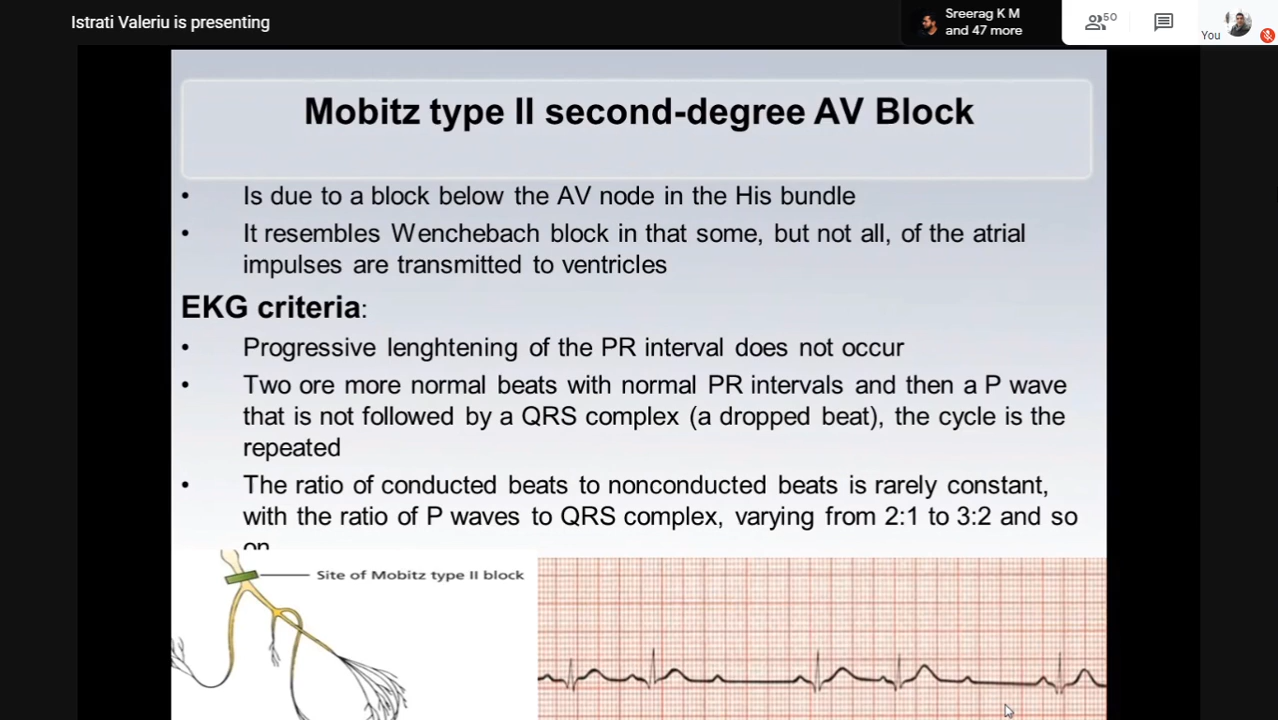 Istrati Valeriu is presenting
Sreerag K M
and 47 more
50
You
Mobitz type II second-degree AV Block
• Is due to a block below the AV node in the His bundle
• It resembles Wenchebach block in that some, but not all, of the atrial
impulses are transmitted to ventricles
EKG criteria:
• Progressive lenghtening of the PR interval does not occur
• Two ore more normal beats with normal PR intervals and then a P wave
that is not followed by a QRS complex (a dropped beat), the cycle is the
repeated
• The ratio of conducted beats to nonconducted beats is rarely constant,
with the ratio of P waves to QRS complex, varying from 2:1 to 3:2 and so
on
Site of Mobitz type II block